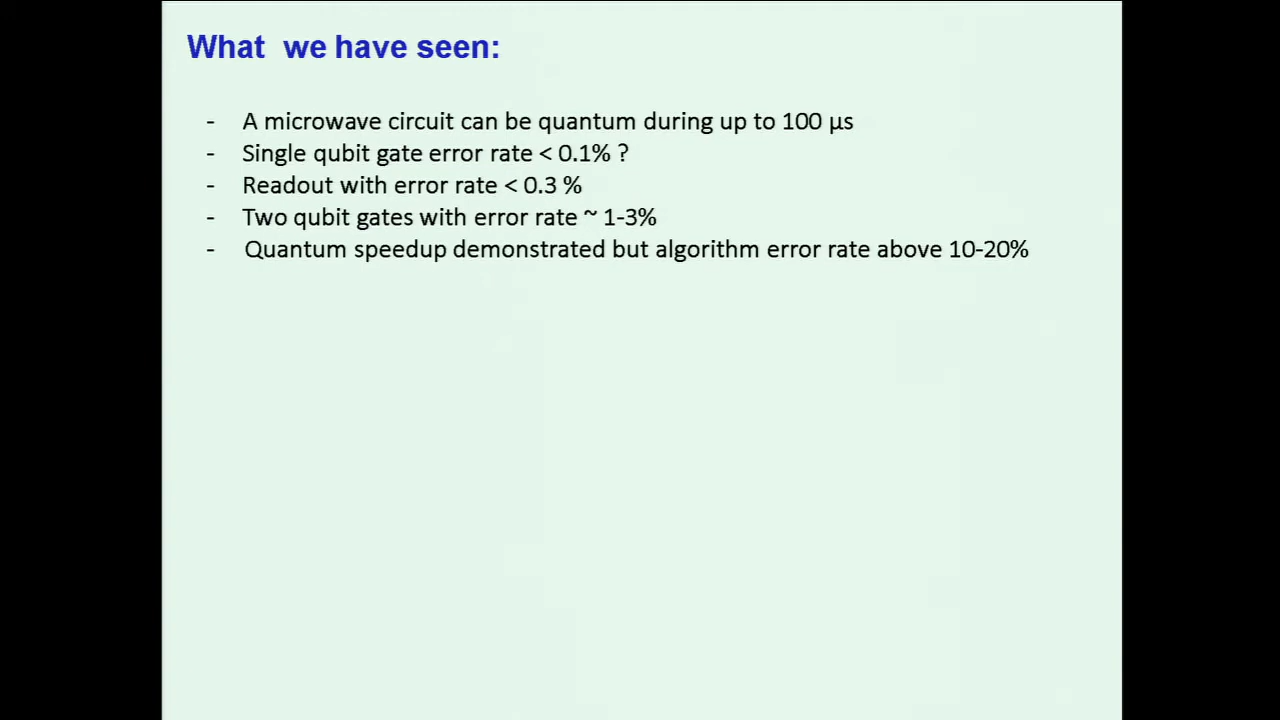 What we have seen:
- A microwave circuit can be quantum during up to 100 µs
- Single qubit gate error rate < 0.1% ?
- Readout with error rate < 0.3 %
- Two qubit gates with error rate ~ 1-3%
- Quantum speedup demonstrated but algorithm error rate above 10-20%